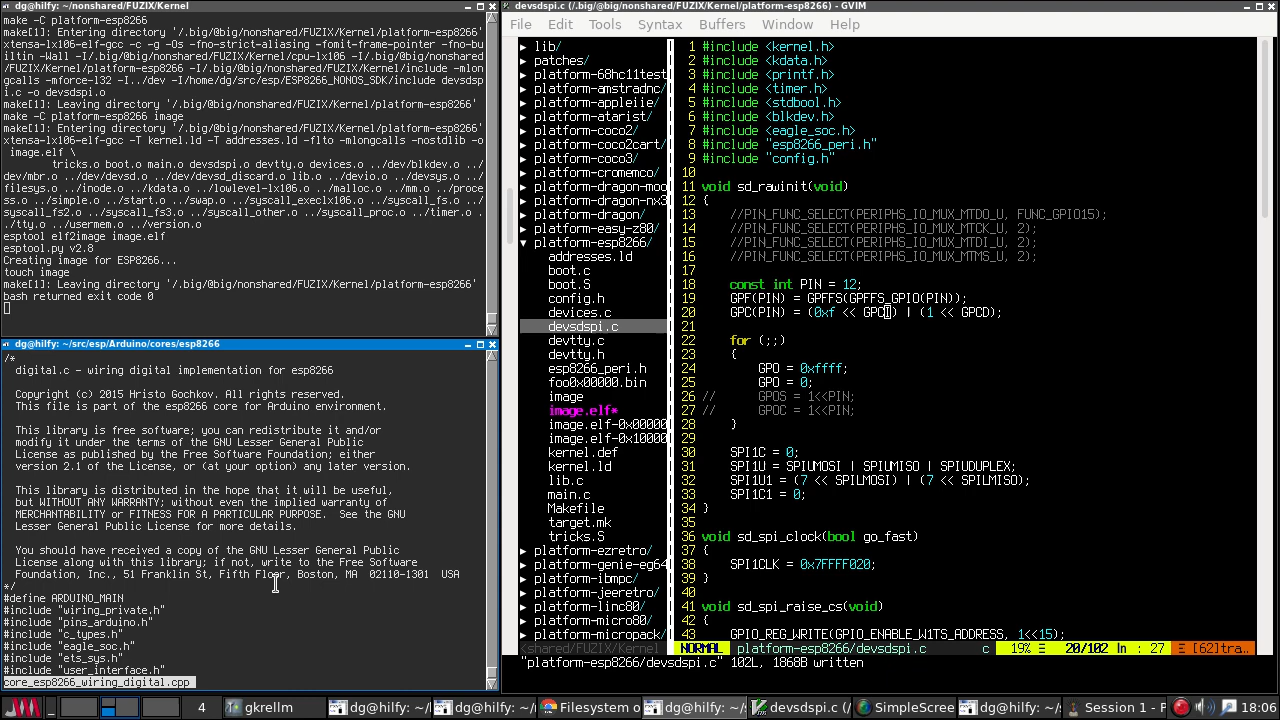 dg@hilfy: ~/nonshared/FUZIX/Kernel
make -C platform-esp8266
make[1]: Entering directory '/.big/@big/nonshared/FUZIX/Kernel/platform-esp8266'
xtensa-lx106-elf-gcc -c -g -Os -fno-strict-aliasing -fomit-frame-pointer -fno-bu
iltin -Wall -I/.big/@big/nonshared/FUZIX/Kernel/cpu-lx106 -I/.big/@big/nonshared
/FUZIX/Kernel/platform-esp8266 -I/.big/@big/nonshared/FUZIX/Kernel/include -mlon
gcalls -mforce-l32 -I../dev -I/home/dg/src/esp/ESP8266_NONOS_SDK/include devsdsp
i.c -o devsdspi.o
make[1]: Leaving directory '/.big/@big/nonshared/FUZIX/Kernel/platform-esp8266'
make -C platform-esp8266 image
make[1]: Entering directory '/.big/@big/nonshared/FUZIX/Kernel/platform-esp8266'
xtensa-lx106-elf-gcc -T kernel.ld -T addresses.ld -flto -mlongcalls -nostdlib -o
 image.elf \
tricks.o boot.o main.o devsdspi.o devtty.o devices.o ../dev/blkdev.o ../
dev/mbr.o ../dev/devsd.o ../dev/devsd_discard.o lib.o ../devio.o ../devsys.o ../
filesys.o ../inode.o ../kdata.o ../lowlevel-lx106.o ../malloc.o ../mm.o ../proce
ss.o ../simple.o ../start.o ../swap.o ../syscall_execlx106.o ../syscall_fs.o ../
syscall_fs2.o ../syscall_fs3.o ../syscall_other.o ../syscall_proc.o ../timer.o .
./tty.o ../usermem.o ../version.o
esptool elf2image image.elf
esptool.py v2.8
Creating image for ESP8266...
touch image
make[1]: Leaving directory '/.big/@big/nonshared/FUZIX/Kernel/platform-esp8266'
bash returned exit code 0
dg@hilfy: ~/src/esp/Arduino/cores/esp8266
/*
digital.c - wiring digital implementation for esp8266
Copyright (c) 2015 Hristo Gochkov. All rights reserved.
This file is part of the esp8266 core for Arduino environment.
This library is free software; you can redistribute it and/or
modify it under the terms of the GNU Lesser General Public
License as published by the Free Software Foundation; either
version 2.1 of the License, or (at your option) any later version.
This library is distributed in the hope that it will be useful,
but WITHOUT ANY WARRANTY; without even the implied warranty of
MERCHANTABILITY or FITNESS FOR A PARTICULAR PURPOSE.  See the GNU
Lesser General Public License for more details.
You should have received a copy of the GNU Lesser General Public
License along with this library; if not, write to the Free Software
Foundation, Inc., 51 Franklin St, Fifth Floor, Boston, MA  02110-1301  USA
*/
#define ARDUINO_MAIN
#include "wiring_private.h"
#include "pins_arduino.h"
#include "c_types.h"
#include "eagle_soc.h"
#include "ets_sys.h"
#include "user_interface.h"
core_esp8266_wiring_digital.cpp
devsdspi.c (/.big/@big/nonshared/FUZIX/Kernel/platform-esp8266) - GVIM
File Edit Tools Syntax Buffers Window Help
▶ lib/
▶ patches/
▶ platform-68hc11test
▶ platform-amstradnc/
▶ platform-appleiie/
▶ platform-atarist/
▶ platform-coco2/
▶ platform-coco2cart/
▶ platform-coco3/
▶ platform-cromemco/
▶ platform-dragon-moo
▶ platform-dragon-nx3
▶ platform-dragon/
▶ platform-easy-z80/
▼ platform-esp8266/
addresses.ld
boot.c
boot.S
config.h
devices.c
devsdspi.c
devtty.c
devtty.h
esp8266_peri.h
foo0x00000.bin
image
image.elf*
image.elf-0x00000
image.elf-0x10000
kernel.def
kernel.ld
lib.c
main.c
Makefile
target.mk
tricks.S
▶ platform-ezretro/
▶ platform-genie-eg64
▶ platform-ibmpc/
▶ platform-jeeretro/
▶ platform-linc80/
▶ platform-micro80/
▶ platform-micropack/
<shared/FUZIX/Kernel
1 #include <kernel.h>
2 #include <kdata.h>
3 #include <printf.h>
4 #include <timer.h>
5 #include <stdbool.h>
6 #include <blkdev.h>
7 #include <eagle_soc.h>
8 #include "esp8266_peri.h"
9 #include "config.h"
10
11 void sd_rawinit(void)
12 {
13 //PIN_FUNC_SELECT(PERIPHS_IO_MUX_MTDO_U, FUNC_GPIO15);
14 //PIN_FUNC_SELECT(PERIPHS_IO_MUX_MTCK_U, 2);
15 //PIN_FUNC_SELECT(PERIPHS_IO_MUX_MTDI_U, 2);
16 //PIN_FUNC_SELECT(PERIPHS_IO_MUX_MTMS_U, 2);
17
18 const int PIN = 12;
19 GPF(PIN) = GPFFS(GPFFS_GPIO(PIN));
20 GPC(PIN) = (0xf << GPCI) | (1 << GPCD);
21
22 for (;;)
23 {
24 GPO = 0xffff;
25 GPO = 0;
26 // GPOS = 1<<PIN;
27 // GPOC = 1<<PIN;
28 }
29
30 SPI1C = 0;
31 SPI1U = SPIUMOSI | SPIUMISO | SPIUDUPLEX;
32 SPI1U1 = (7 << SPILMOSI) | (7 << SPILMISO);
33 SPI1C1 = 0;
34 }
35
36 void sd_spi_clock(bool go_fast)
37 {
38 SPI1CLK = 0x7FFFF020;
39 }
40
41 void sd_spi_raise_cs(void)
42 {
43 GPIO_REG_WRITE(GPIO_ENABLE_W1TS_ADDRESS, 1<<15);
NORMAL platform-esp8266/devsdspi.c c 19% Ξ 20/102 ln : 27 Ξ [62]tra..
"platform-esp8266/devsdspi.c" 102L, 1868B written
4 gkrellm dg@hilfy: ~/ dg@hilfy: ~/ Filesystem o dg@hilfy: ~/ devsdspi.c (/ SimpleScree dg@hilfy: ~/ Session 1 - F 18:06